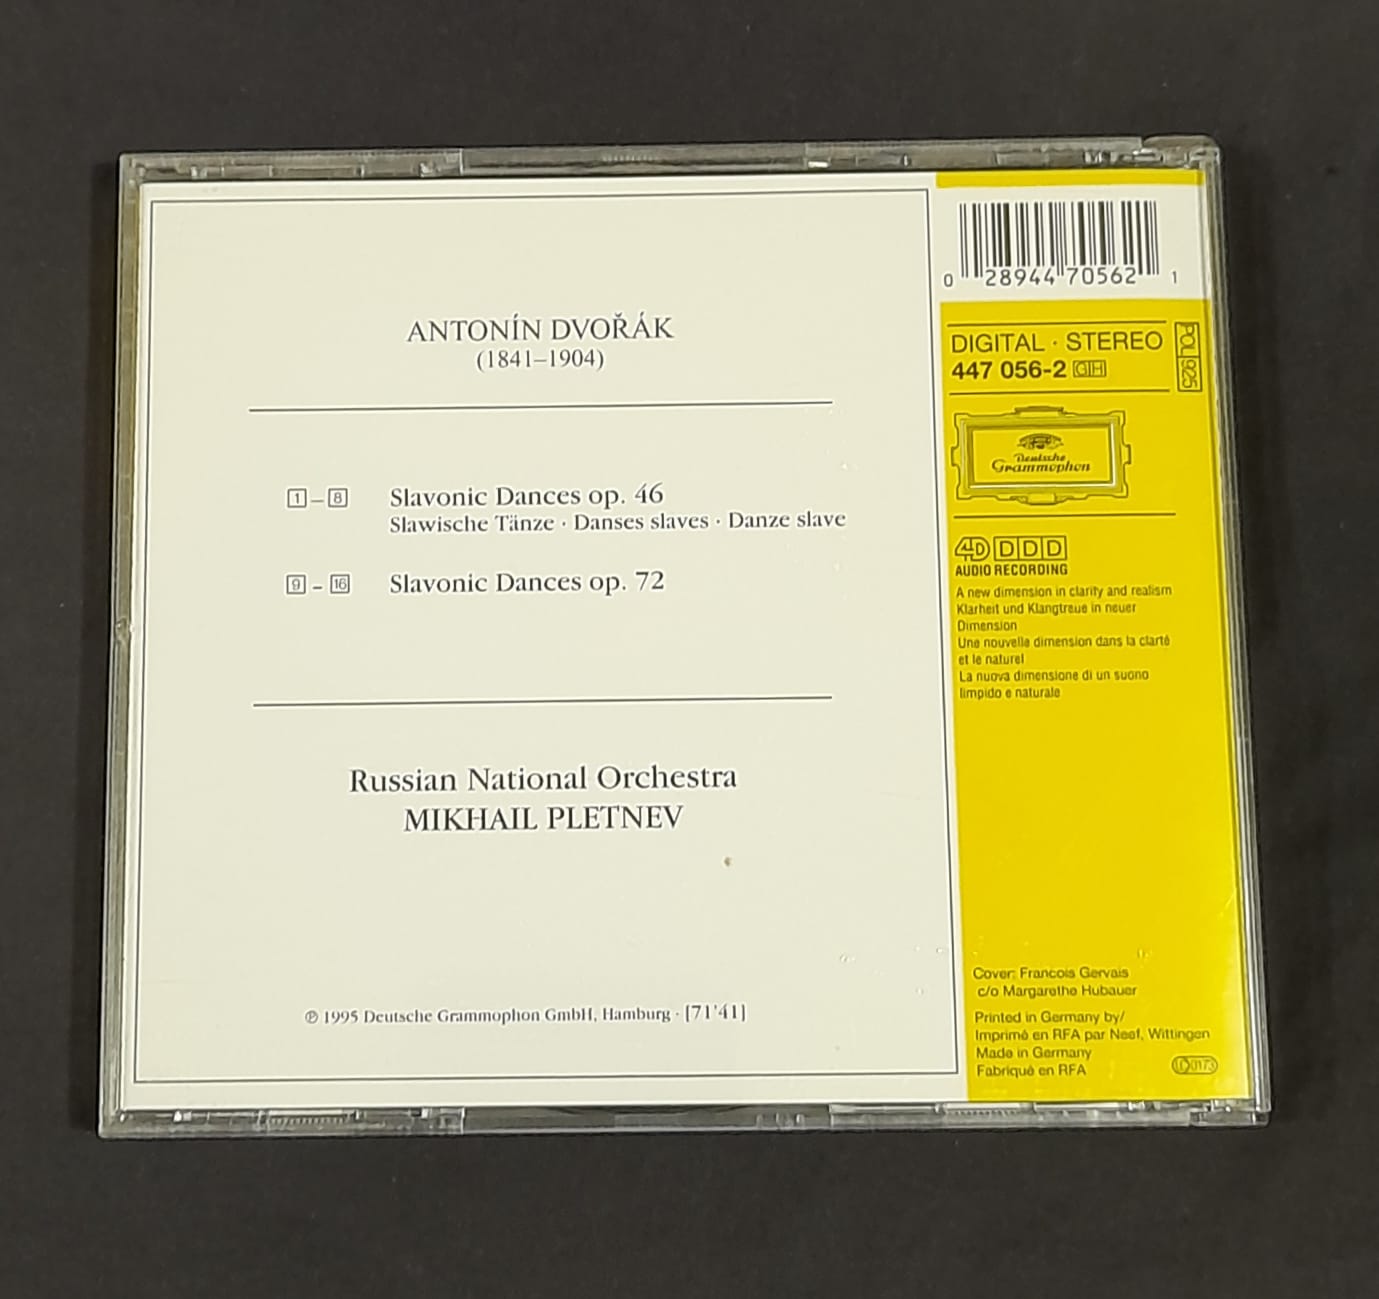 ANTONÍN DVOŘÁK
(1841–1904)
1 – 8 Slavonic Dances op. 46
Slawische Tänze · Danses slaves · Danze slave
9 – 16 Slavonic Dances op. 72
Russian National Orchestra
MIKHAIL PLETNEV
℗ 1995 Deutsche Grammophon GmbH, Hamburg · [71'41]
0 28944 70562 1
DIGITAL · STEREO
447 056-2 GH
POL 925
Deutsche
Grammophon
4D DDD
AUDIO RECORDING
A new dimension in clarity and realism
Klarheit und Klangtreue in neuer
Dimension
Une nouvelle dimension dans la clarté
et le naturel
La nuova dimensione di un suono
limpido e naturale
Cover: Francois Gervais
c/o Margarethe Hubauer
Printed in Germany by/
Imprimé en RFA par Neef, Wittingen
Made in Germany
Fabriqué en RFA
LC 0173